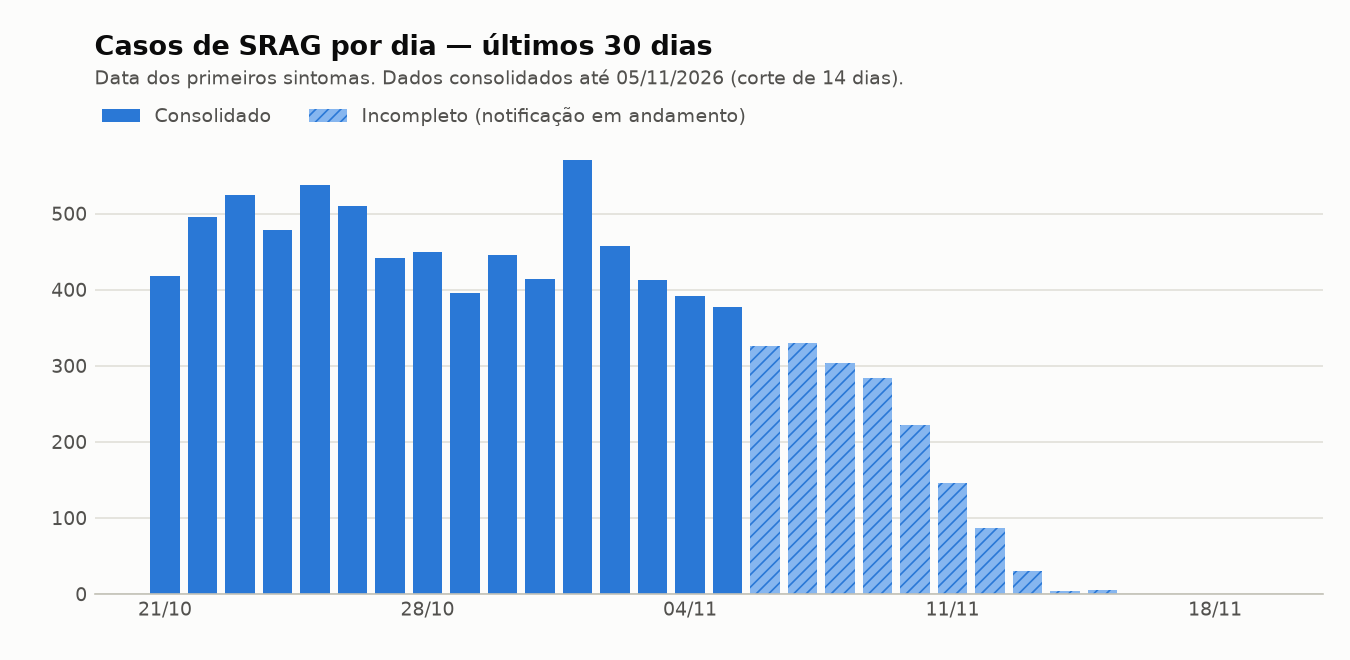 Casos de SRAG por dia — últimos 30 dias
Data dos primeiros sintomas. Dados consolidados até 05/11/2026 (corte de 14 dias).
Consolidado Incompleto (notificação em andamento)
500
400
300
200
100
0
21/10 28/10 04/11 11/11 18/11